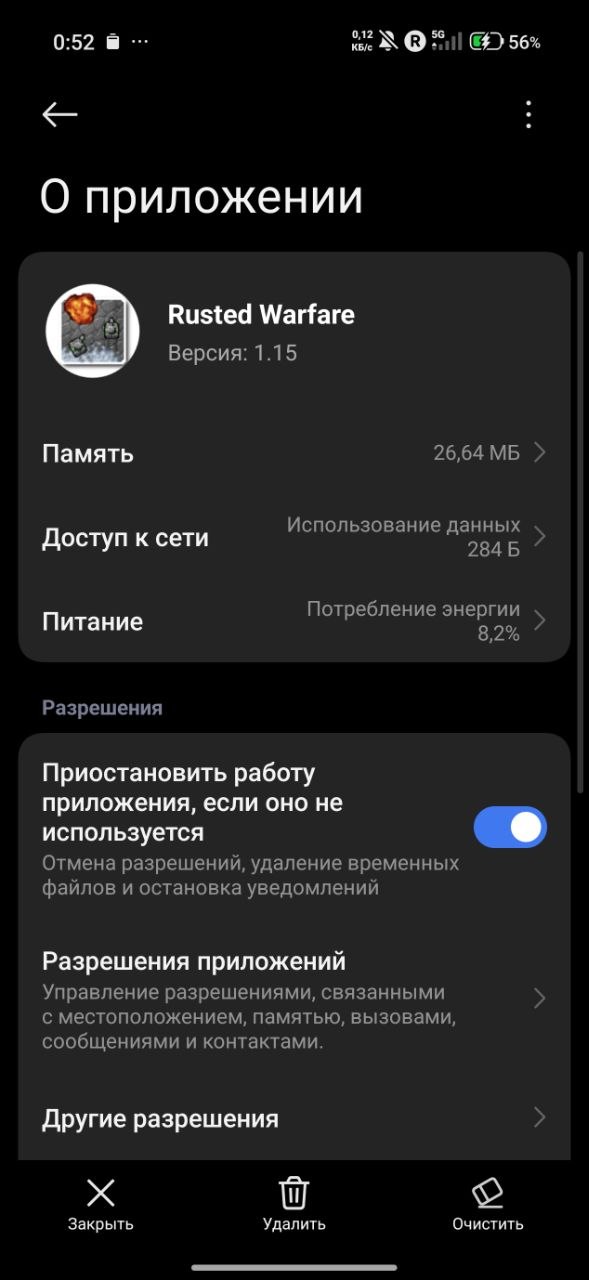 0:52 ... 0,12 КБ/с R 5G 56%
О приложении
Rusted Warfare
Версия: 1.15
Память 26,64 МБ
Доступ к сети Использование данных
284 Б
Питание Потребление энергии
8,2%
Разрешения
Приостановить работу
приложения, если оно не
используется
Отмена разрешений, удаление временных
файлов и остановка уведомлений
Разрешения приложений
Управление разрешениями, связанными
с местоположением, памятью, вызовами,
сообщениями и контактами.
Другие разрешения
Закрыть Удалить Очистить